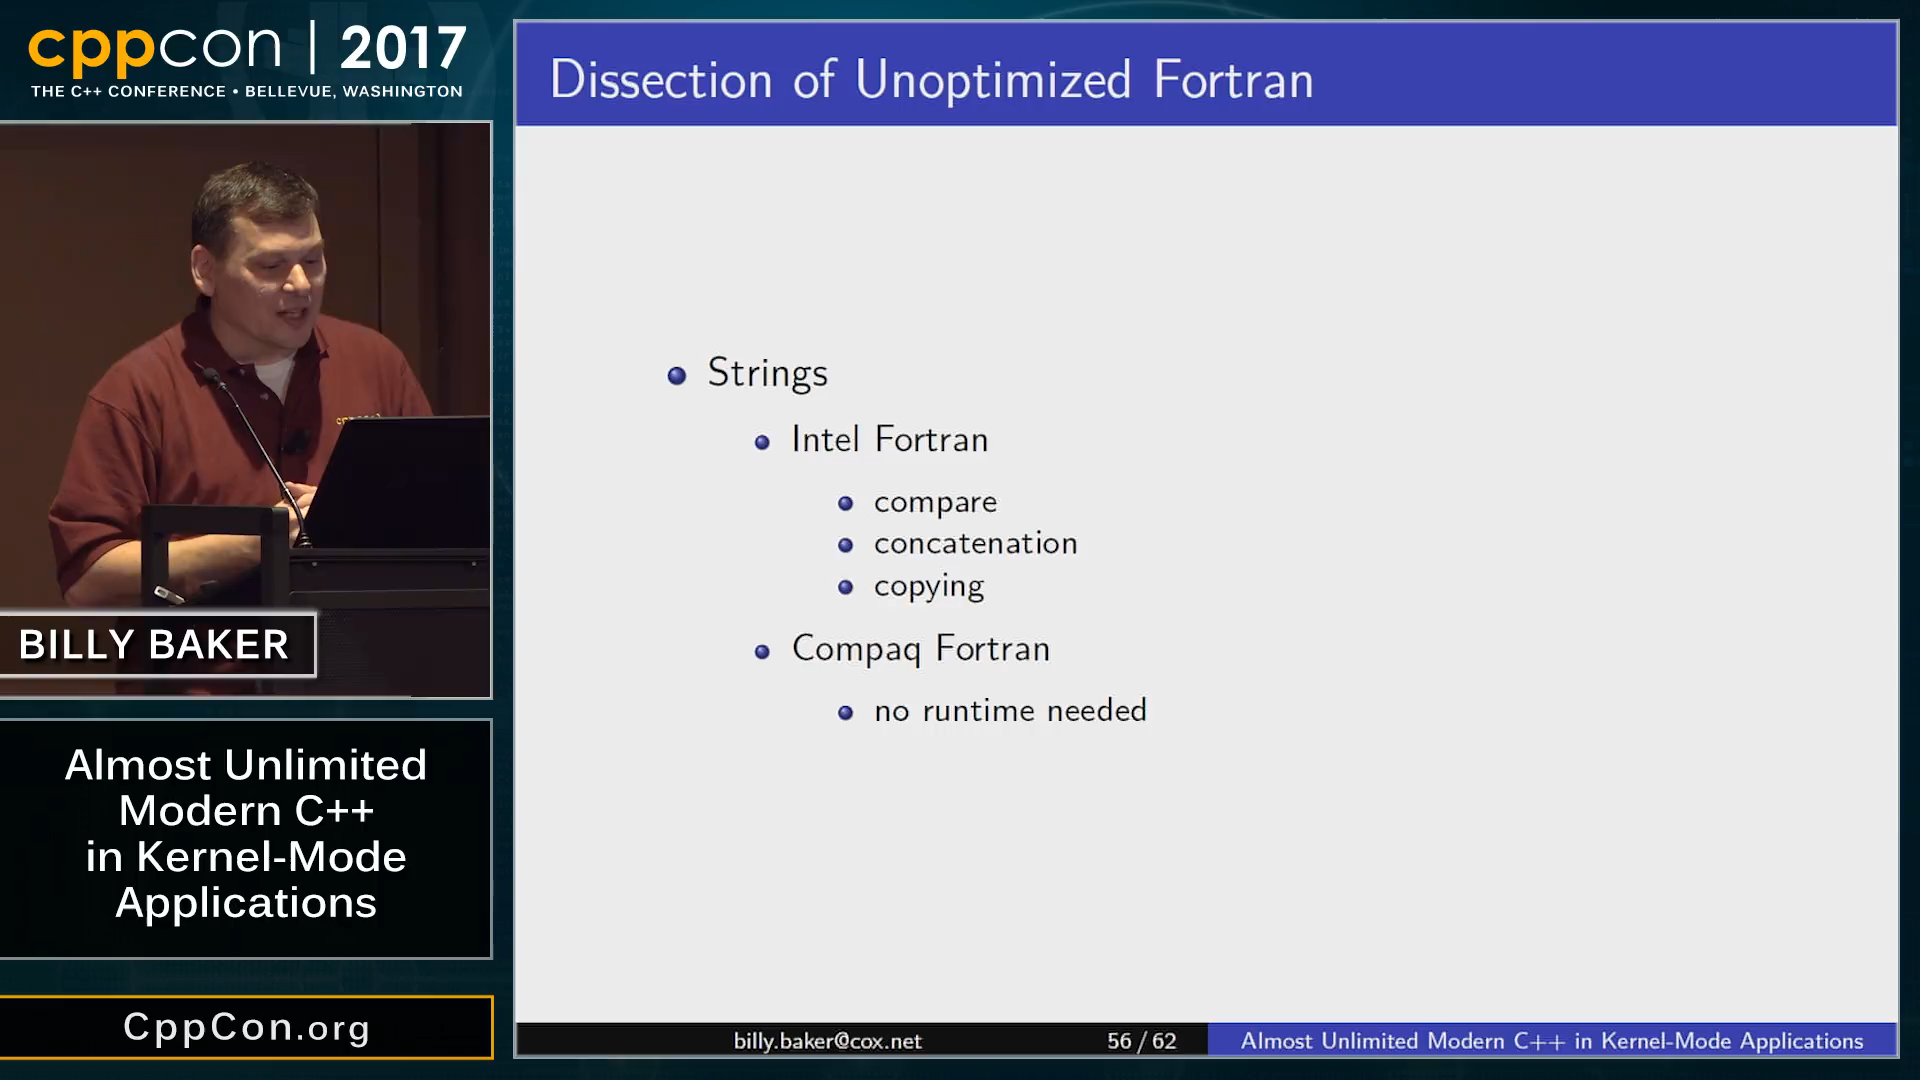 cppcon | 2017
THE C++ CONFERENCE • BELLEVUE, WASHINGTON
BILLY BAKER
Almost Unlimited
Modern C++
in Kernel-Mode
Applications
CppCon.org
Dissection of Unoptimized Fortran
Strings
Intel Fortran
compare
concatenation
copying
Compaq Fortran
no runtime needed
billy.baker@cox.net
56 / 62
Almost Unlimited Modern C++ in Kernel-Mode Applications